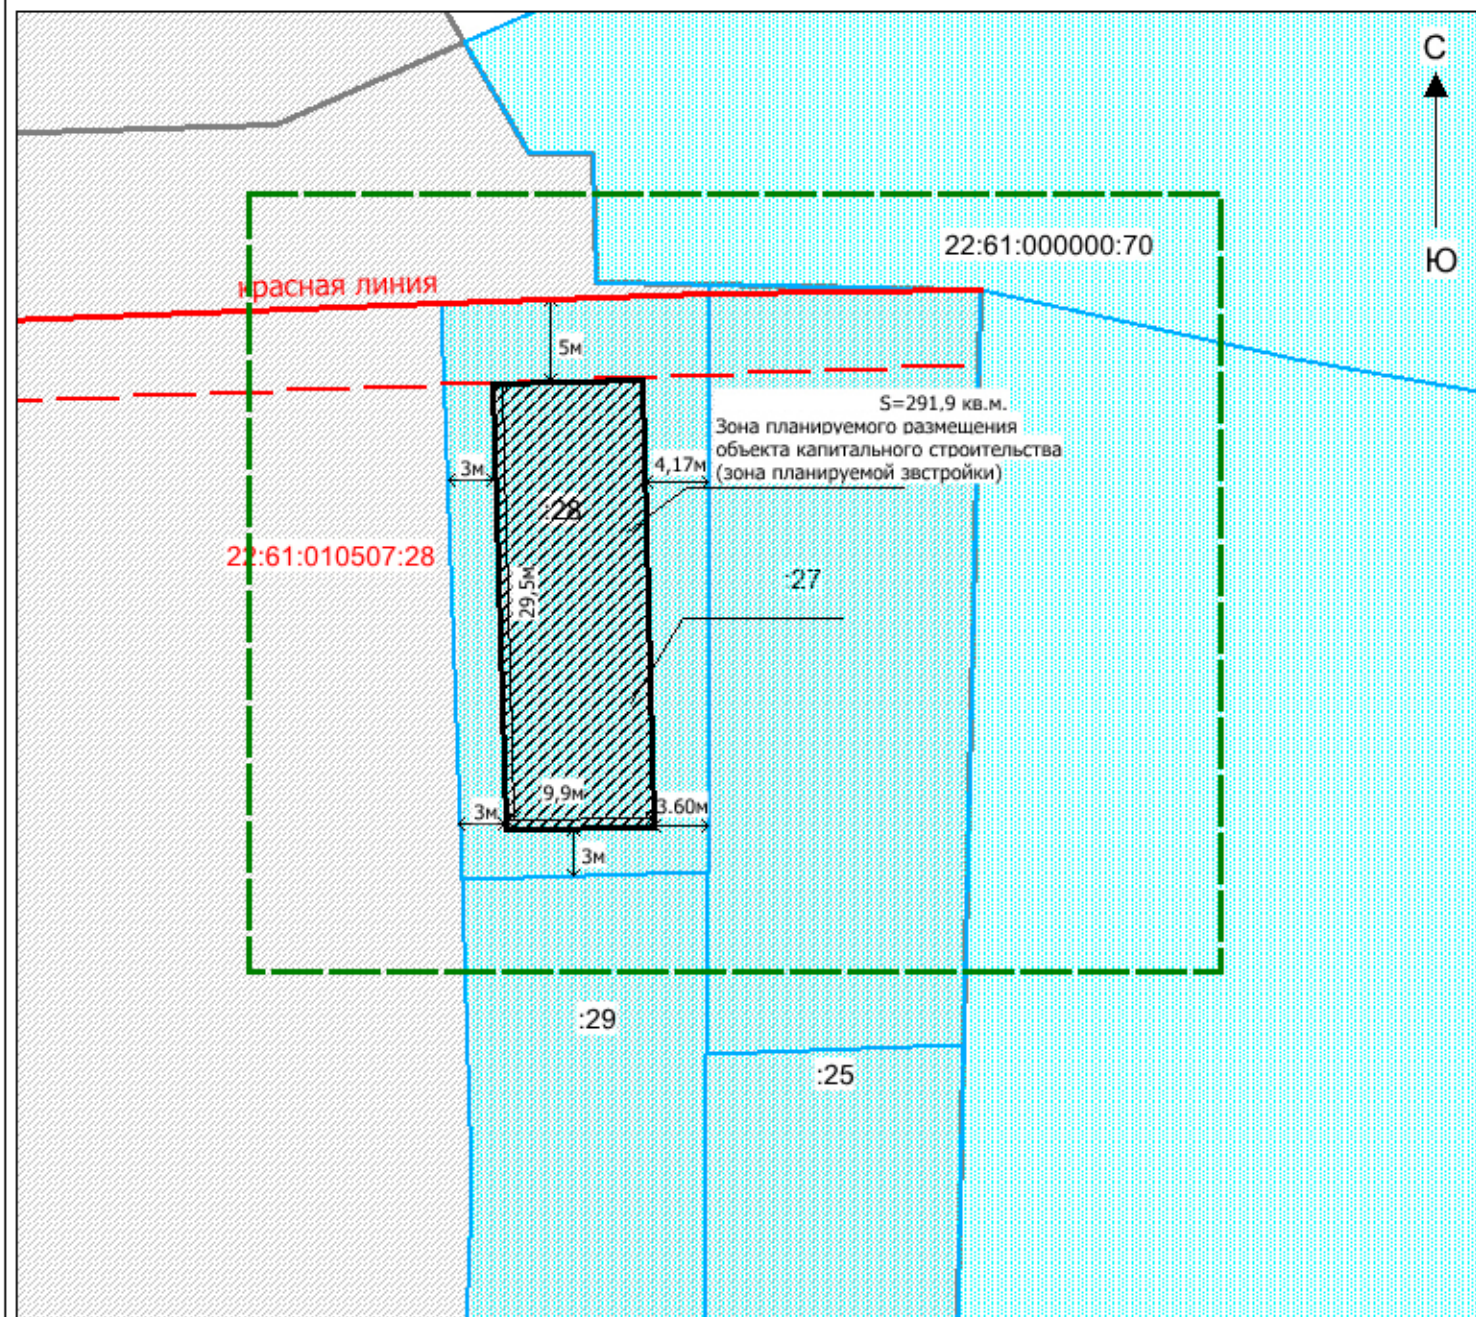 С
Ю
22:61:000000:70
красная линия
5м
S=291,9 кв.м.
Зона планируемого размещения
объекта капитального строительства
(зона планируемой звстройки)
3м
4,17м
:28
22:61:010507:28
:27
29,5м
9,9м
3м
3.60м
3м
:29
:25